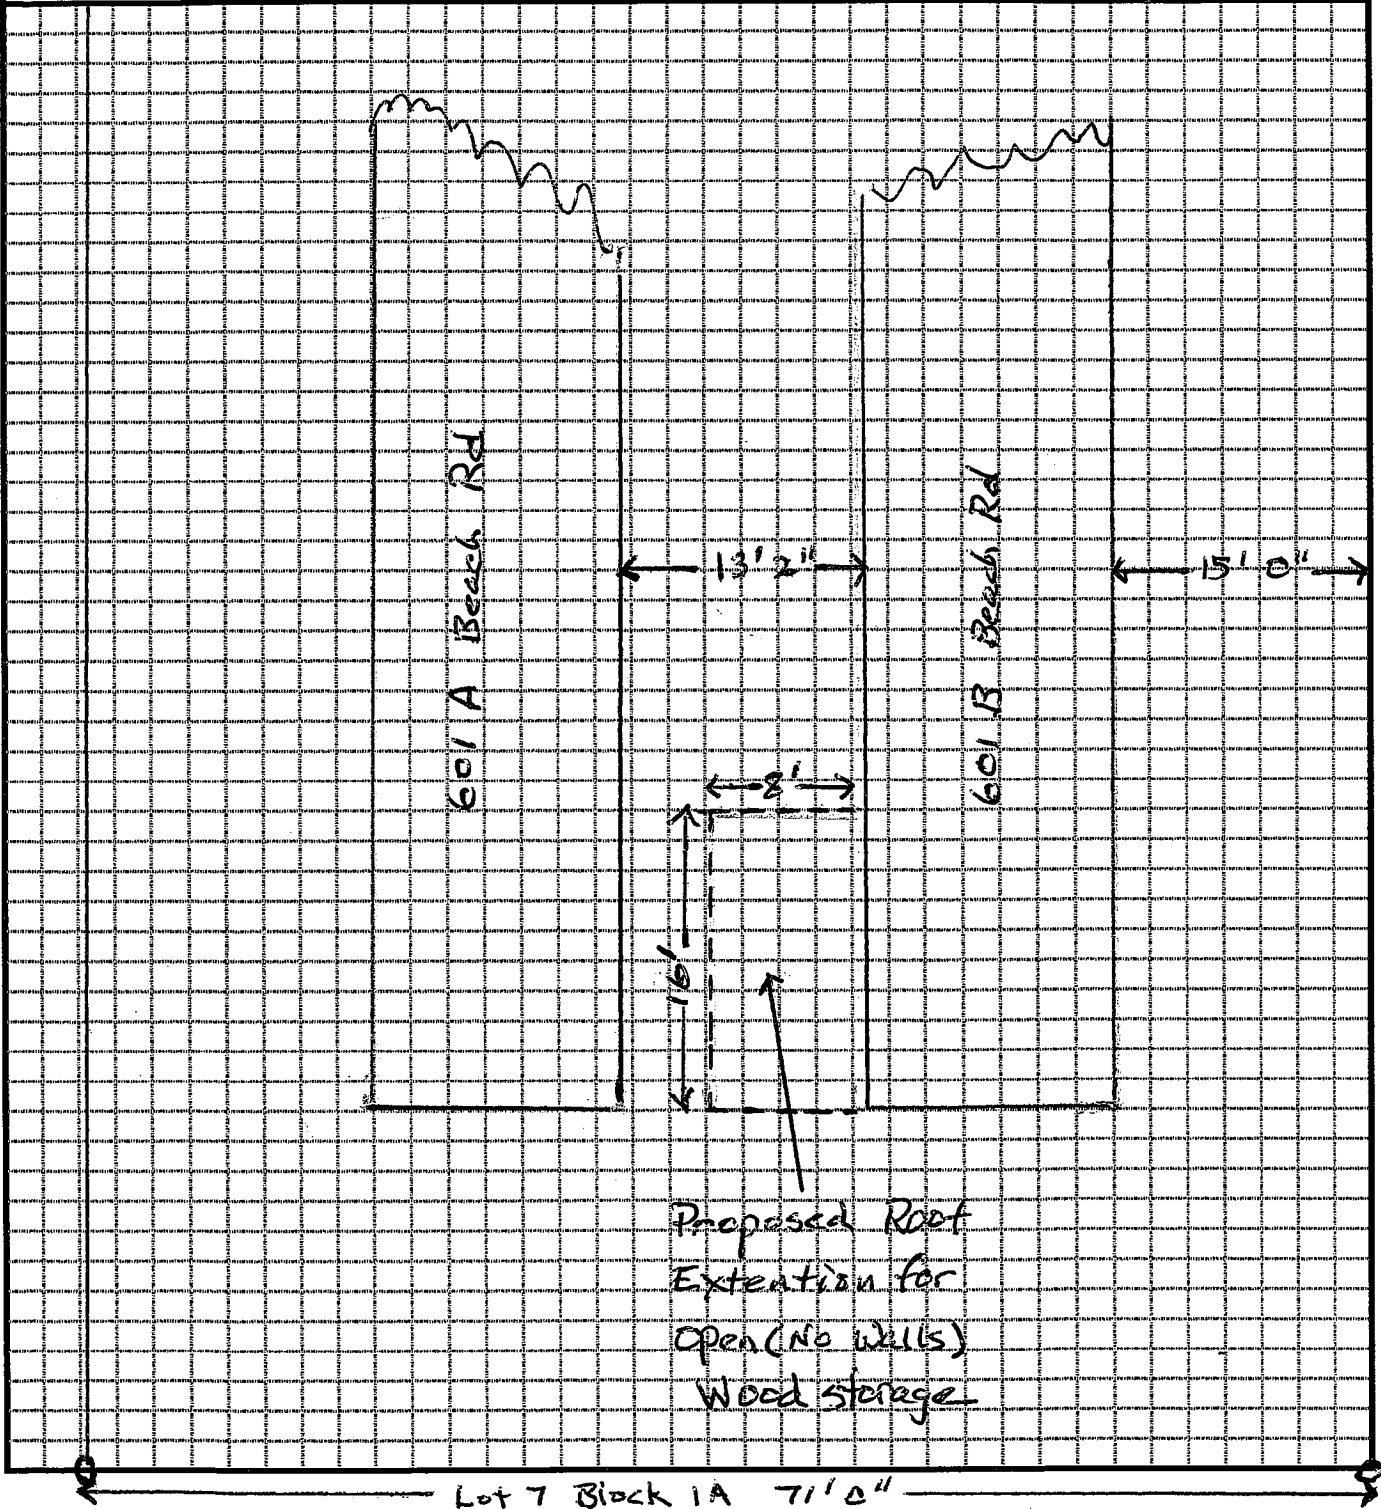 601 A Beach Rd
601 B Beach Rd
13' 2"
15' 0"
8'
16'
Proposed Roof
Extention for
Open (No Walls)
Wood storage
Lot 7 Block 1A 71' 0"